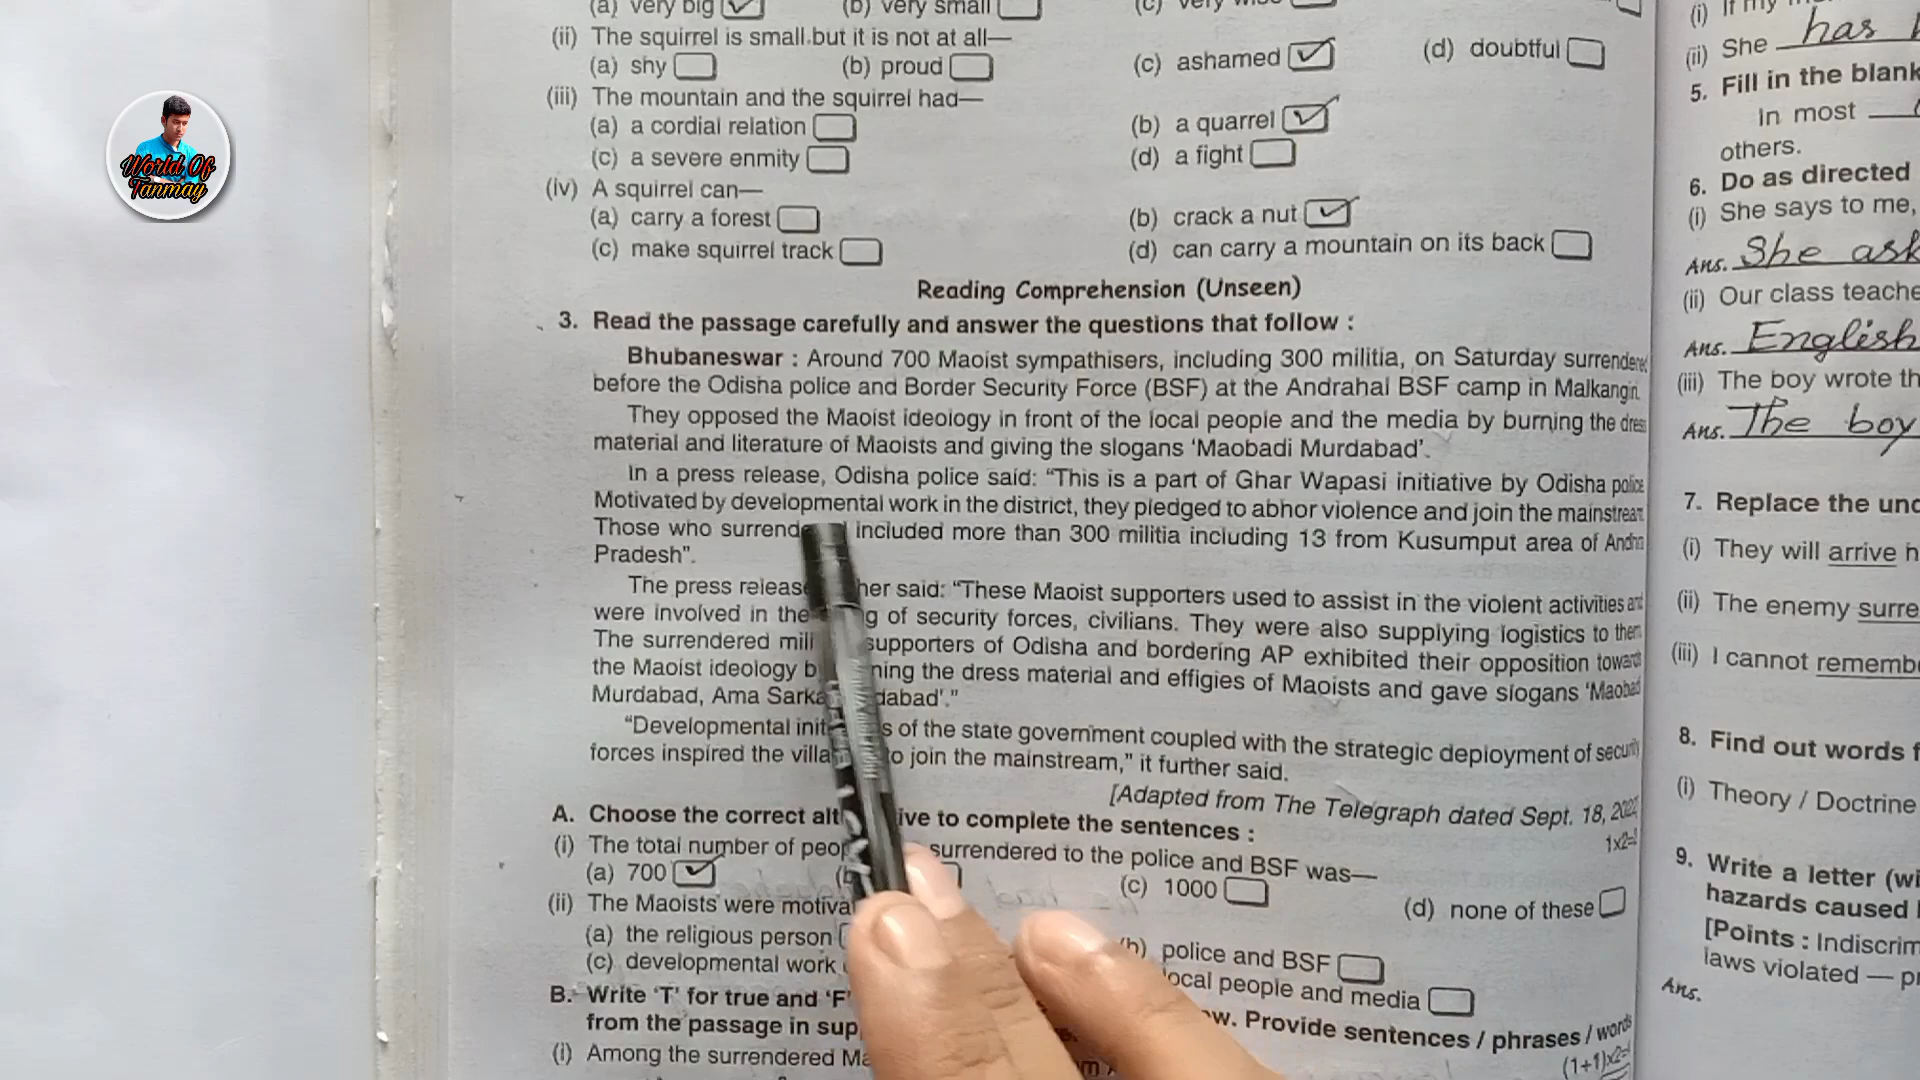 World Of
Tanmay
(a) very big (b) very small (c) very
(ii) The squirrel is small but it is not at all—
(a) shy (b) proud (c) ashamed (d) doubtful
(iii) The mountain and the squirrel had—
(a) a cordial relation (b) a quarrel
(c) a severe enmity (d) a fight
(iv) A squirrel can—
(a) carry a forest (b) crack a nut
(c) make squirrel track (d) can carry a mountain on its back
Reading Comprehension (Unseen)
3. Read the passage carefully and answer the questions that follow :
Bhubaneswar : Around 700 Maoist sympathisers, including 300 militia, on Saturday surrendered
before the Odisha police and Border Security Force (BSF) at the Andrahal BSF camp in Malkangiri.
They opposed the Maoist ideology in front of the local people and the media by burning the dress
material and literature of Maoists and giving the slogans ‘Maobadi Murdabad’.
In a press release, Odisha police said: “This is a part of Ghar Wapasi initiative by Odisha police
Motivated by developmental work in the district, they pledged to abhor violence and join the mainstream
Those who surrende included more than 300 militia including 13 from Kusumput area of Andhra
Pradesh”.
The press release her said: “These Maoist supporters used to assist in the violent activities and
were involved in the g of security forces, civilians. They were also supplying logistics to them
The surrendered mili supporters of Odisha and bordering AP exhibited their opposition towards
the Maoist ideology b ning the dress material and effigies of Maoists and gave slogans ‘Maobadi
Murdabad, Ama Sarka dabad’.”
“Developmental init s of the state government coupled with the strategic deployment of security
forces inspired the villa to join the mainstream,” it further said.
[Adapted from The Telegraph dated Sept. 18, 2022
1x2=
A. Choose the correct alt ive to complete the sentences :
(i) The total number of peop surrendered to the police and BSF was—
(a) 700 (c) 1000 (d) none of these
(ii) The Maoists were motiva
(a) the religious person (b) police and BSF
(c) developmental work local people and media
B. Write ‘T’ for true and ‘F’ w. Provide sentences / phrases / words
from the passage in sup
(1+1)x2=
(i) Among the surrendered Ma
(i) If my
(ii) She has
5. Fill in the blank
In most
others.
6. Do as directed
(i) She says to me,
Ans. She ask
(ii) Our class teache
Ans. English
(iii) The boy wrote th
Ans. The boy
7. Replace the und
(i) They will arrive
(ii) The enemy surre
(iii) I cannot rememb
8. Find out words f
(i) Theory / Doctrine
9. Write a letter (wi
hazards caused
[Points : Indiscrim
laws violated — p
Ans.